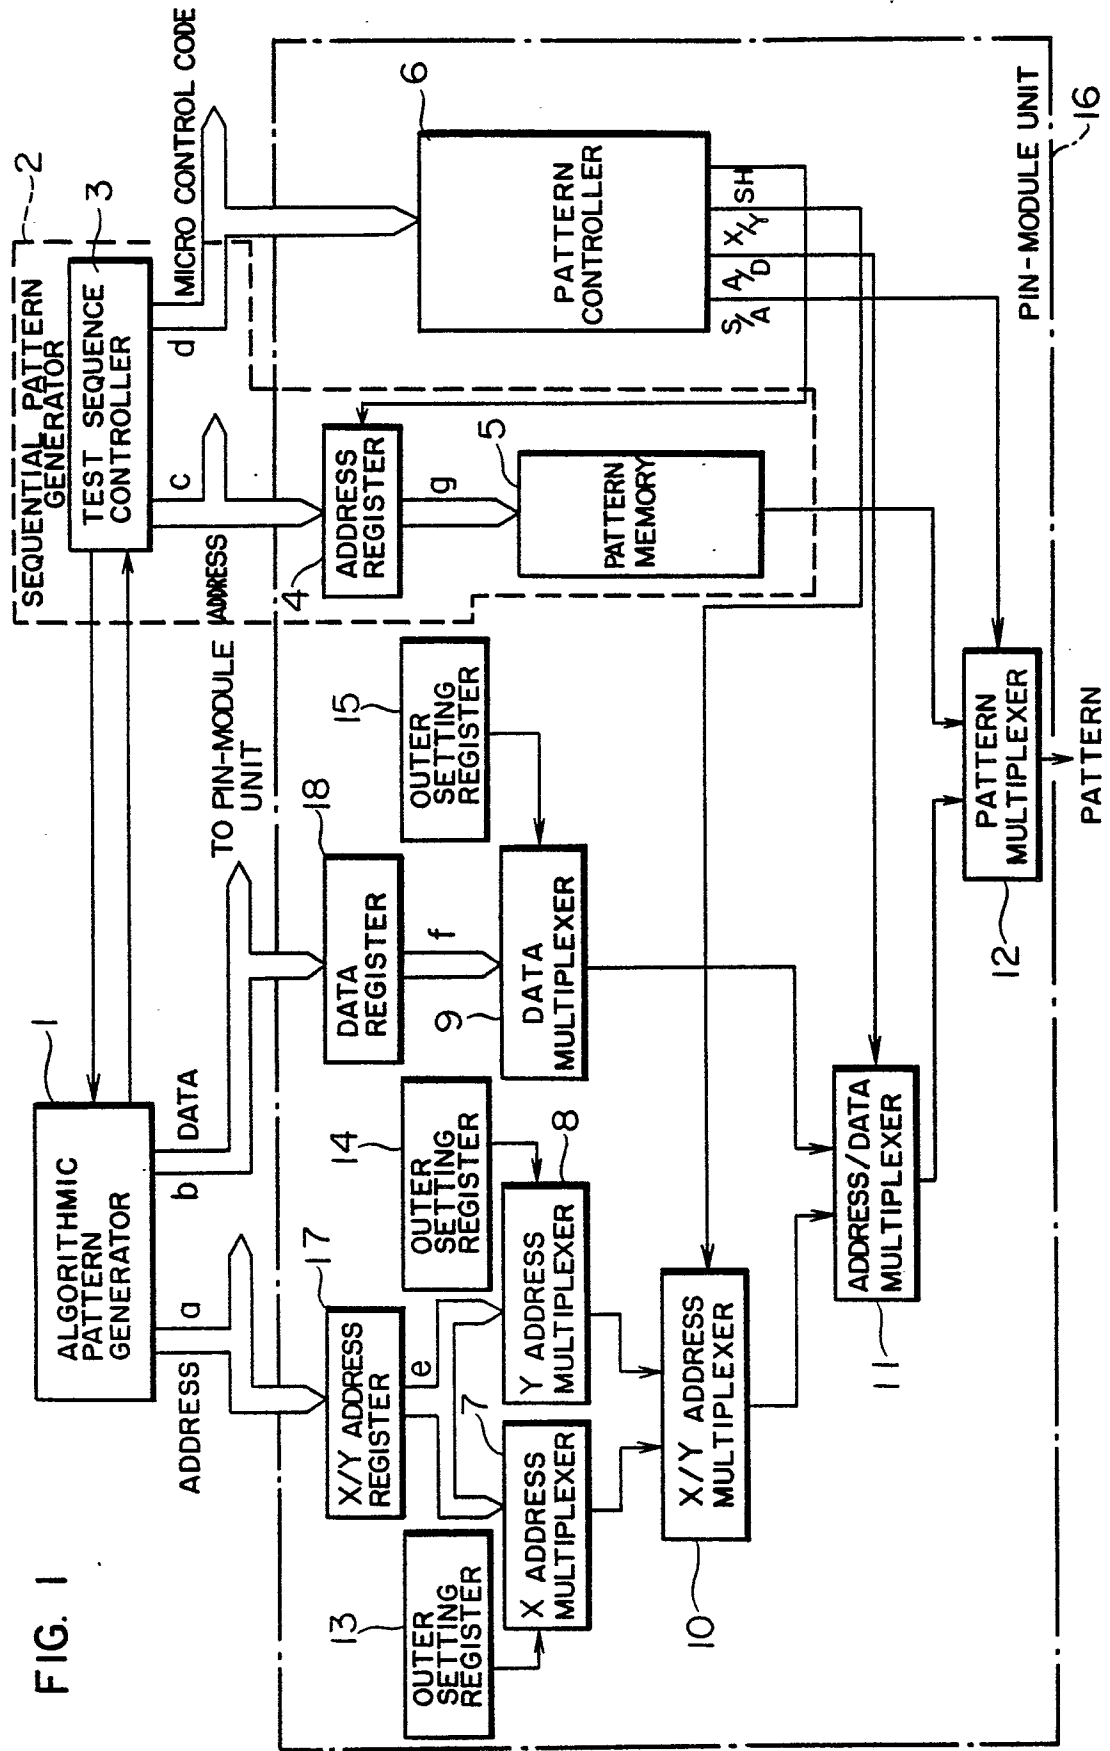 FIG. 1
1
ALGORITHMIC
PATTERN
GENERATOR
ADDRESS
a
b
DATA
TO PIN-MODULE
UNIT
2
SEQUENTIAL PATTERN
GENERATOR
3
TEST SEQUENCE
CONTROLLER
ADDRESS
c
d
MICRO CONTROL CODE
13
OUTER
SETTING
REGISTER
17
X/Y ADDRESS
REGISTER
e
14
OUTER
SETTING
REGISTER
18
DATA
REGISTER
f
15
OUTER
SETTING
REGISTER
4
ADDRESS
REGISTER
g
5
PATTERN
MEMORY
6
PATTERN
CONTROLLER
S/A
A/D
X/Y
SH
7
X ADDRESS
MULTIPLEXER
8
Y ADDRESS
MULTIPLEXER
9
DATA
MULTIPLEXER
10
X/Y ADDRESS
MULTIPLEXER
11
ADDRESS/DATA
MULTIPLEXER
12
PATTERN
MULTIPLEXER
PATTERN
PIN-MODULE UNIT
16